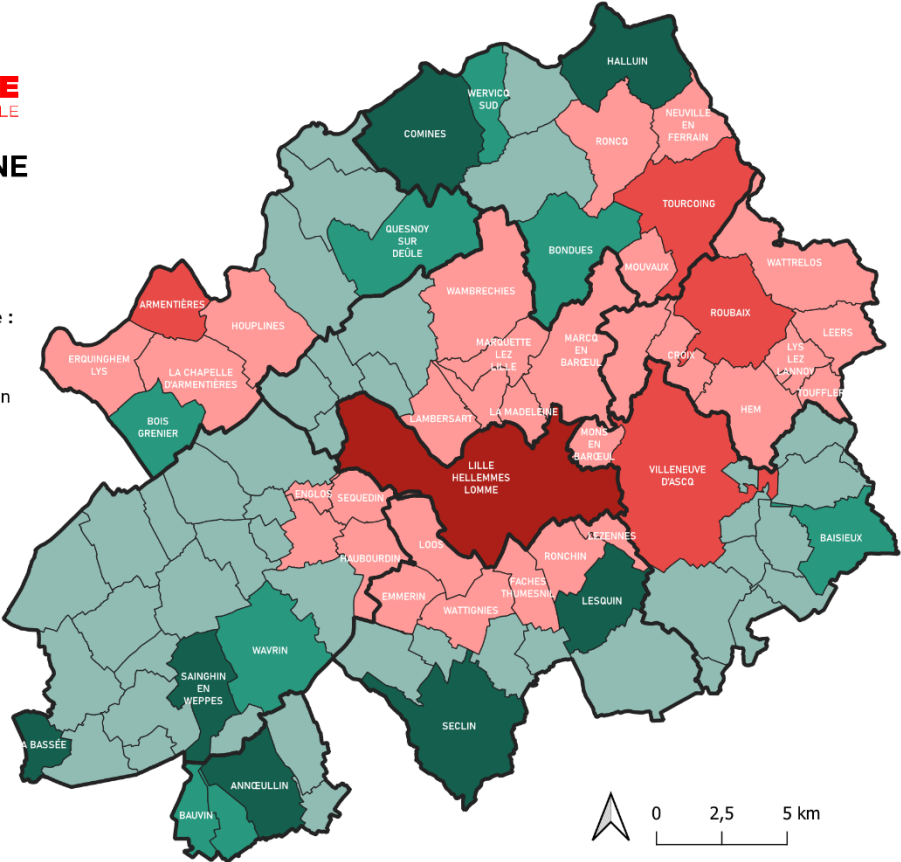 E
LE
NE
e :
n
HALLUIN
WERVICQ
SUD
COMINES
NEUVILLE
EN
FERRAIN
RONCQ
TOURCOING
QUESNOY
SUR
DEÛLE
BONDUES
MOUVAUX
WATTRELOS
WAMBRECHIES
ARMENTIÈRES
ROUBAIX
HOUPLINES
LEERS
MARQUETTE
LEZ
LILLE
MARCQ
EN
BARŒUL
CROIX
LYS
LEZ
LANNOY
ERQUINGHEM
LYS
LA CHAPELLE
D'ARMENTIÈRES
TOUFFLER
HEM
LAMBERSART
LA MADELEINE
BOIS
GRENIER
MONS
EN
BARŒUL
LILLE
HELLEMMES
LOMME
VILLENEUVE
D'ASCQ
ENGLOS
SEQUEDIN
LEZENNES
BAISIEUX
LOOS
HAUBOURDIN
RONCHIN
FACHES
THUMESNIL
EMMERIN
LESQUIN
WATTIGNIES
WAVRIN
SAINGHIN
EN
WEPPES
SECLIN
A BASSÉE
ANNŒULLIN
BAUVIN
0 2,5 5 km